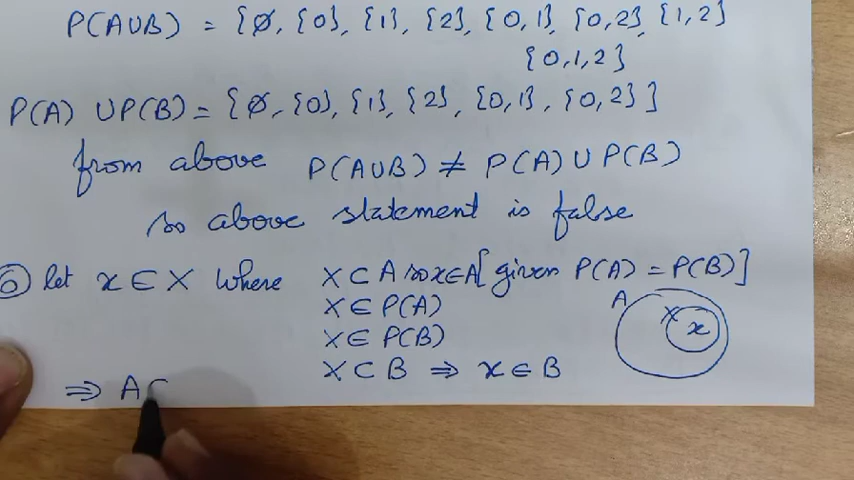 P(A∪B) = {ø, {0}, {1}, {2}, {0,1}, {0,2}, {1,2}
{0,1,2}
P(A) ∪P(B) = {ø, {0}, {1}, {2}, {0,1}, {0,2}]
from above P(A∪B) ≠ P(A) ∪ P(B)
so above statement is false
⑥ let x ∈ X where X ⊂ A so x∈A [given P(A) = P(B)]
X ∈ P(A)
A
X
x
X ∈ P(B)
X ⊂ B ⇒ x ∈ B
⇒ A ⊂